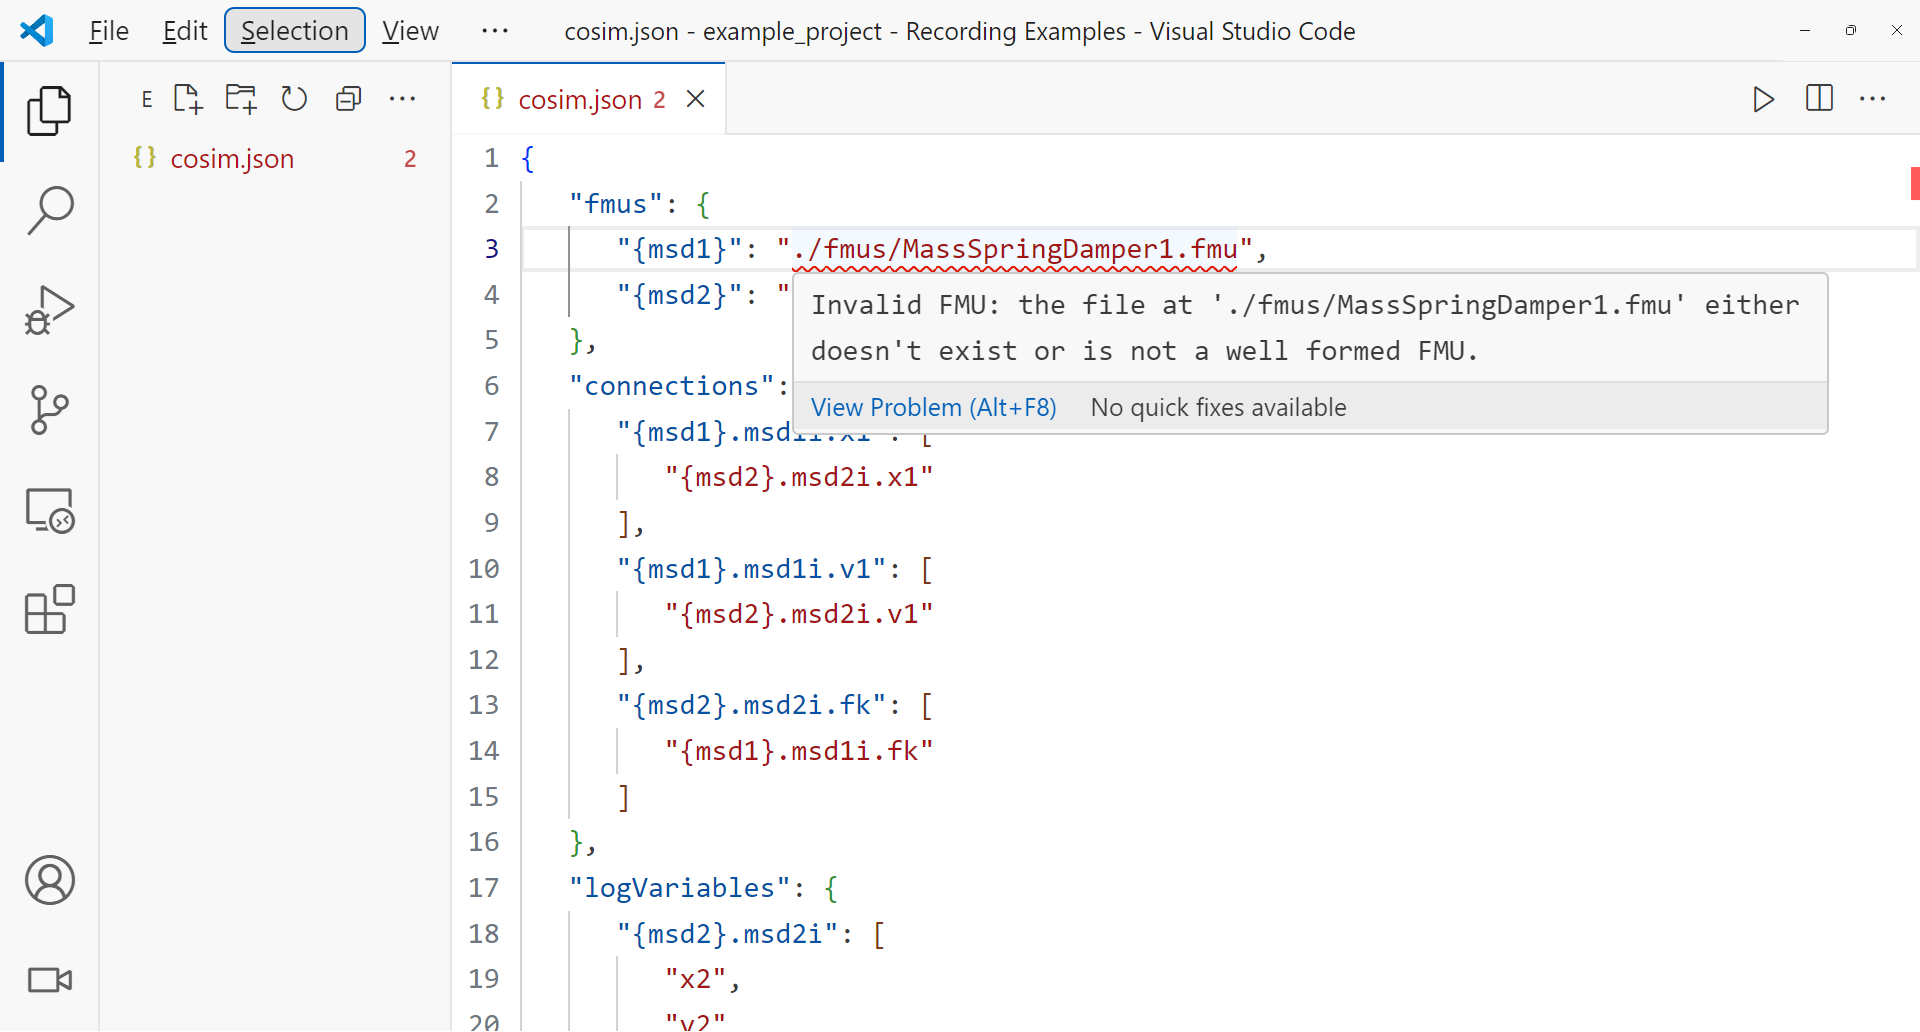 File Edit Selection View ··· cosim.json - example_project - Recording Examples - Visual Studio Code
E ···
{} cosim.json 2
{} cosim.json 2
1 {
2 "fmus": {
3 "{msd1}": "./fmus/MassSpringDamper1.fmu",
4 "{msd2}": "
Invalid FMU: the file at './fmus/MassSpringDamper1.fmu' either
doesn't exist or is not a well formed FMU.
View Problem (Alt+F8) No quick fixes available
5 },
6 "connections":
7 "{msd1}.msd1i.x1": [
8 "{msd2}.msd2i.x1"
9 ],
10 "{msd1}.msd1i.v1": [
11 "{msd2}.msd2i.v1"
12 ],
13 "{msd2}.msd2i.fk": [
14 "{msd1}.msd1i.fk"
15 ]
16 },
17 "logVariables": {
18 "{msd2}.msd2i": [
19 "x2",
20 "v2"